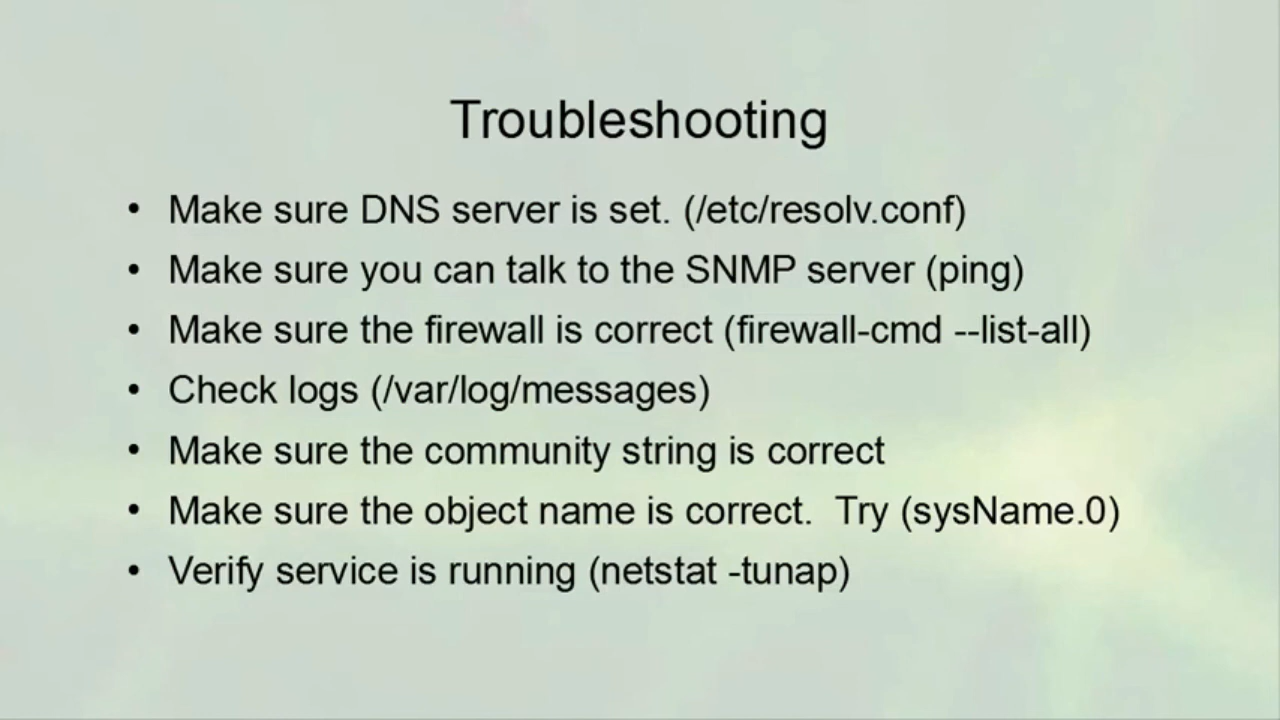 Troubleshooting
• Make sure DNS server is set. (/etc/resolv.conf)
• Make sure you can talk to the SNMP server (ping)
• Make sure the firewall is correct (firewall-cmd --list-all)
• Check logs (/var/log/messages)
• Make sure the community string is correct
• Make sure the object name is correct.  Try (sysName.0)
• Verify service is running (netstat -tunap)